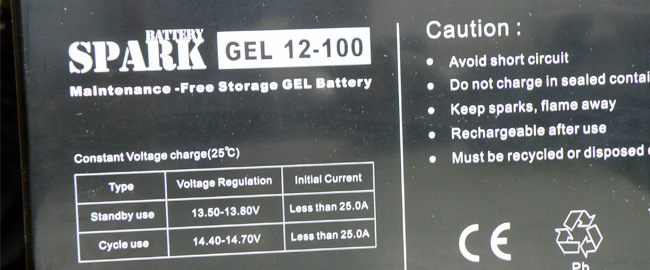 BATTERY
SPARK GEL 12-100
Maintenance -Free Storage GEL Battery
Constant Voltage charge(25℃)
Type Voltage Regulation Initial Current
Standby use 13.50-13.80V Less than 25.0A
Cycle use 14.40-14.70V Less than 25.0A
Caution :
• Avoid short circuit
• Do not charge in sealed
• Keep sparks, flame away
• Rechargeable after use
• Must be recycled or disposed
CE
Pb